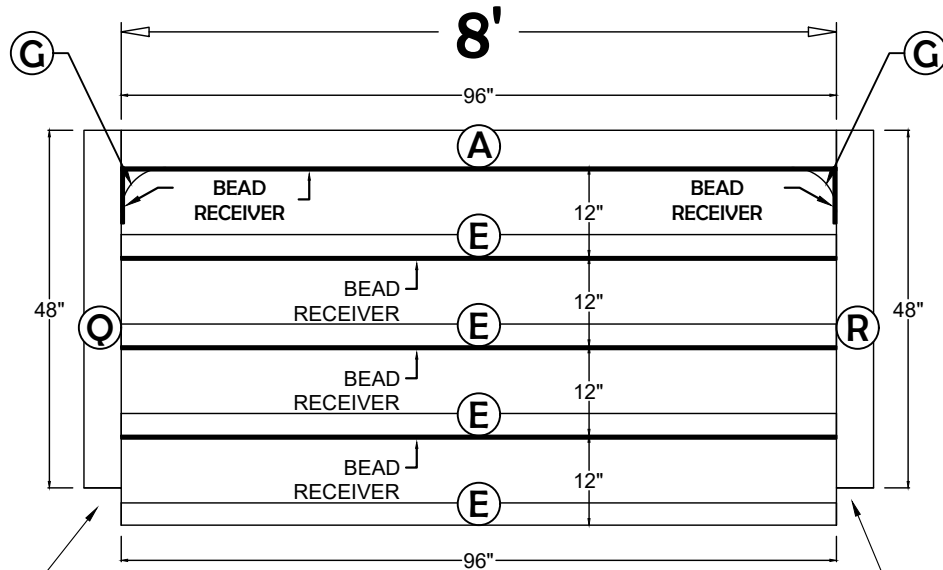 8'
G
G
96"
A
BEAD
RECEIVER
BEAD
RECEIVER
12"
E
BEAD
RECEIVER
12"
48"
Q
E
R
48"
BEAD
RECEIVER
12"
E
BEAD
RECEIVER
12"
E
96"